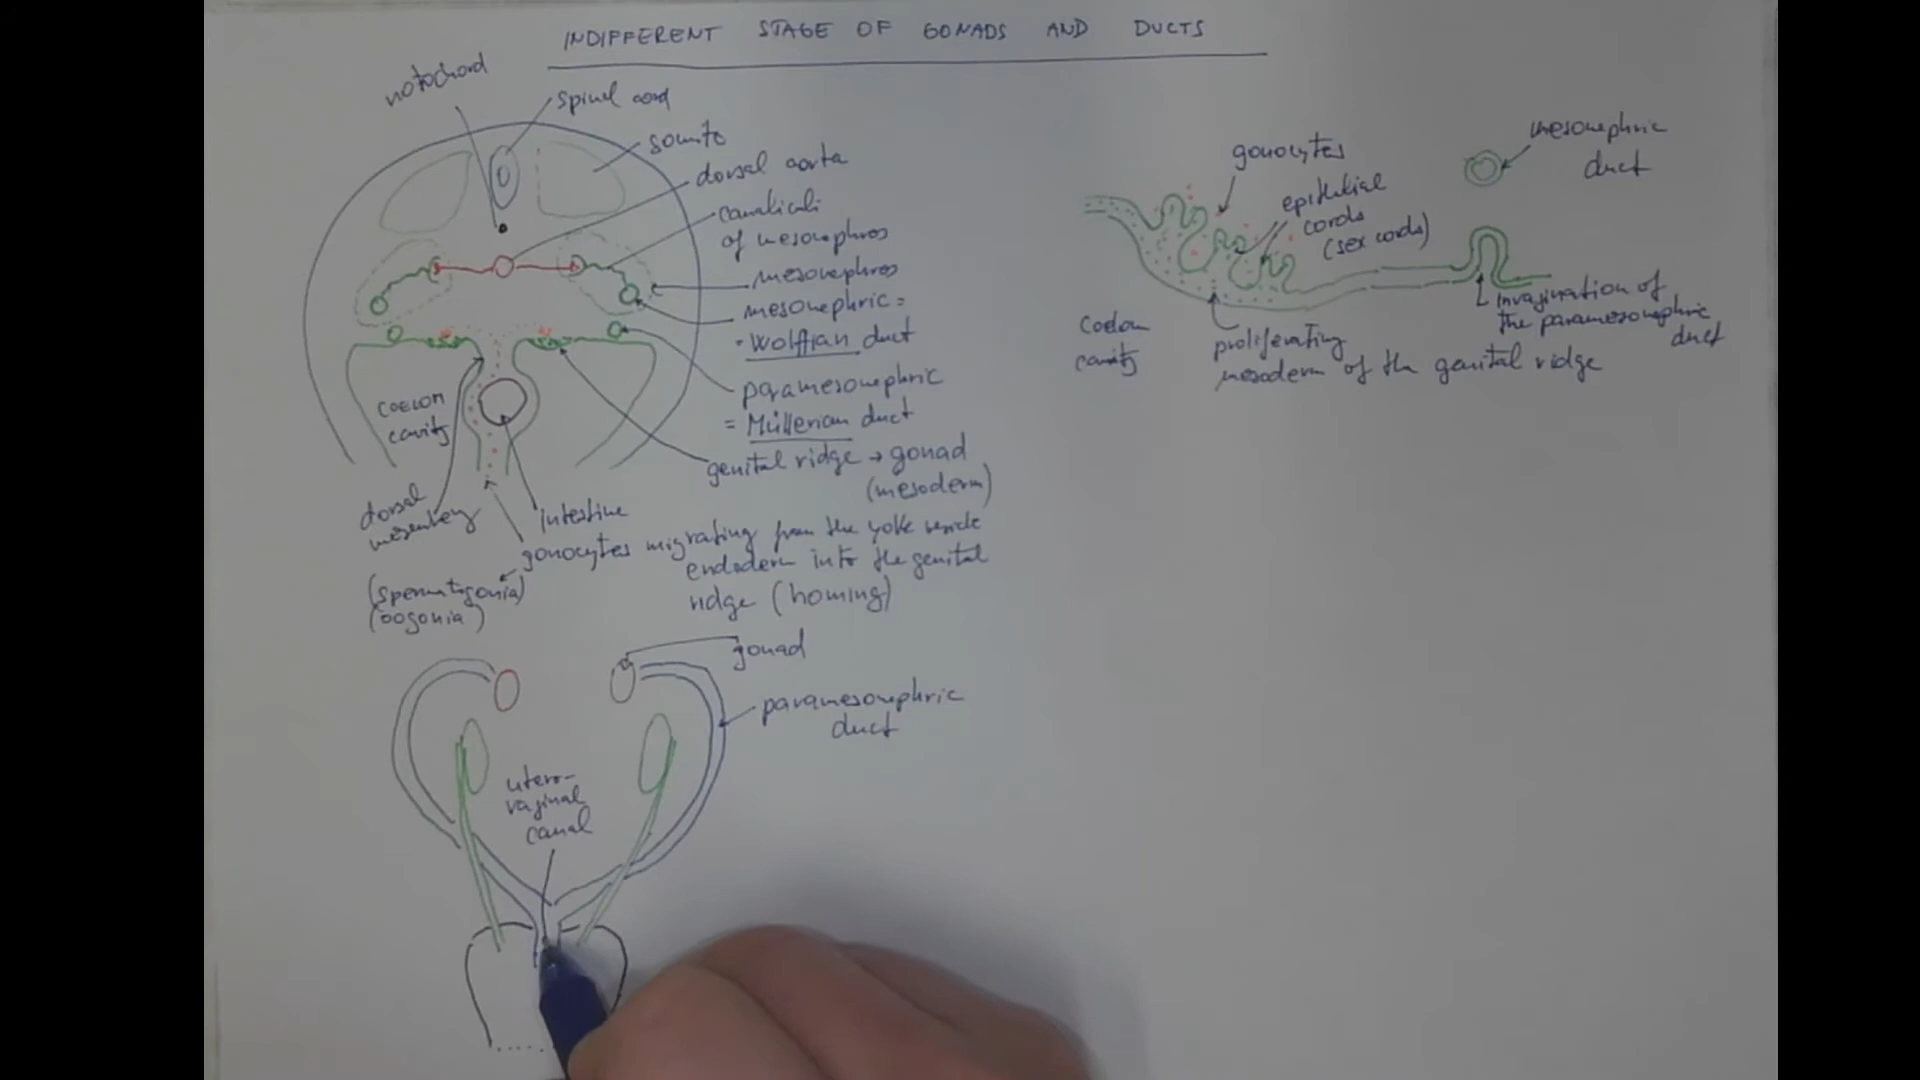 INDIFFERENT STAGE OF GONADS AND DUCTS
notochord
spinal cord
somite
dorsal aorta
canaliculi
of mesonephros
mesonephros
mesonephric =
• Wolffian duct
paramesonephric
= Müllerian duct
genital ridge → gonad
(mesoderm)
COELOM
cavity
dorsal
mesentery
intestine
gonocytes migrating from the yolk vesicle
endoderm into the genital
ridge (homing)
(spermatogonia)
(oogonia)
gonad
paramesonephric
duct
utero-
vaginal
canal
gonocytes
epithelial
cords
(sex cords)
mesonephric
duct
invagination of
the paramesonephric
duct
Coelom
cavity
proliferating
mesoderm of the genital ridge